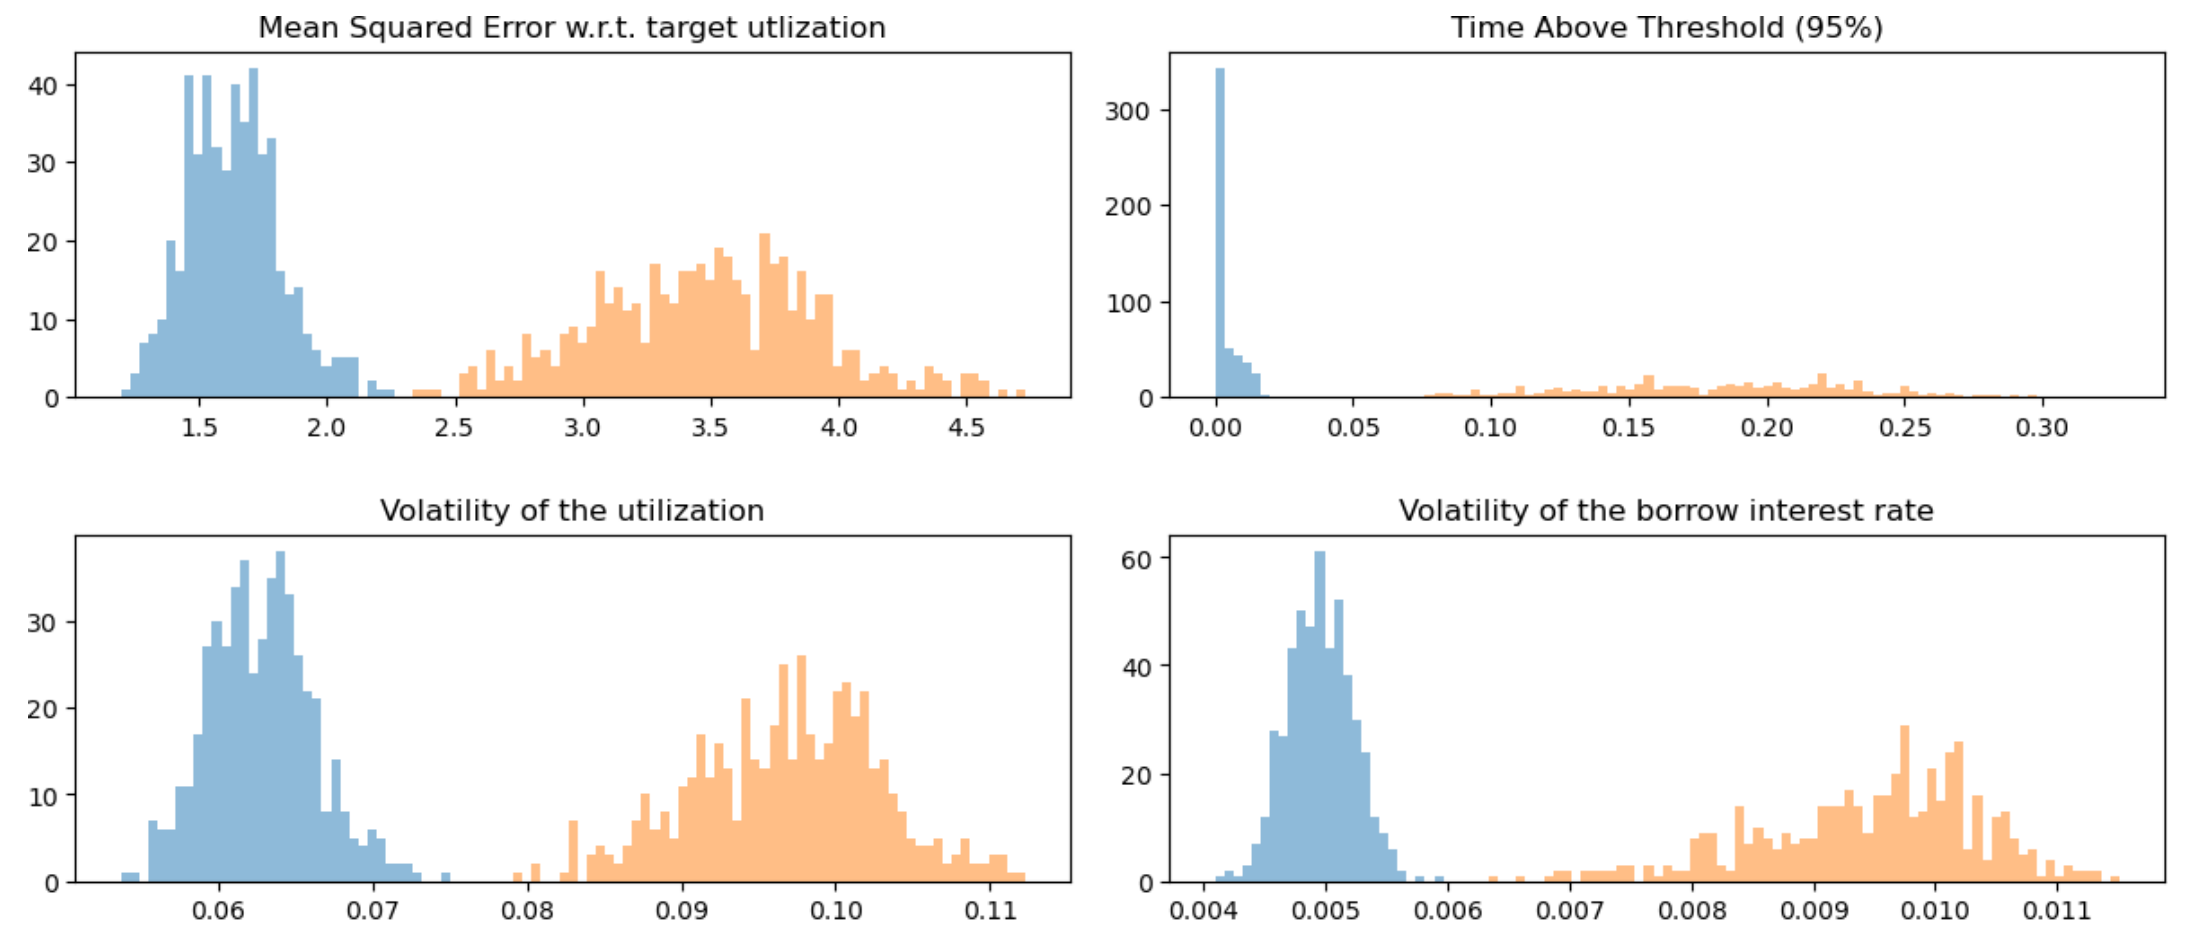 Mean Squared Error w.r.t. target utlization
40
30
20
10
0
1.5 2.0 2.5 3.0 3.5 4.0 4.5
Time Above Threshold (95%)
300
200
100
0
0.00 0.05 0.10 0.15 0.20 0.25 0.30
Volatility of the utilization
30
20
10
0
0.06 0.07 0.08 0.09 0.10 0.11
Volatility of the borrow interest rate
60
40
20
0
0.004 0.005 0.006 0.007 0.008 0.009 0.010 0.011